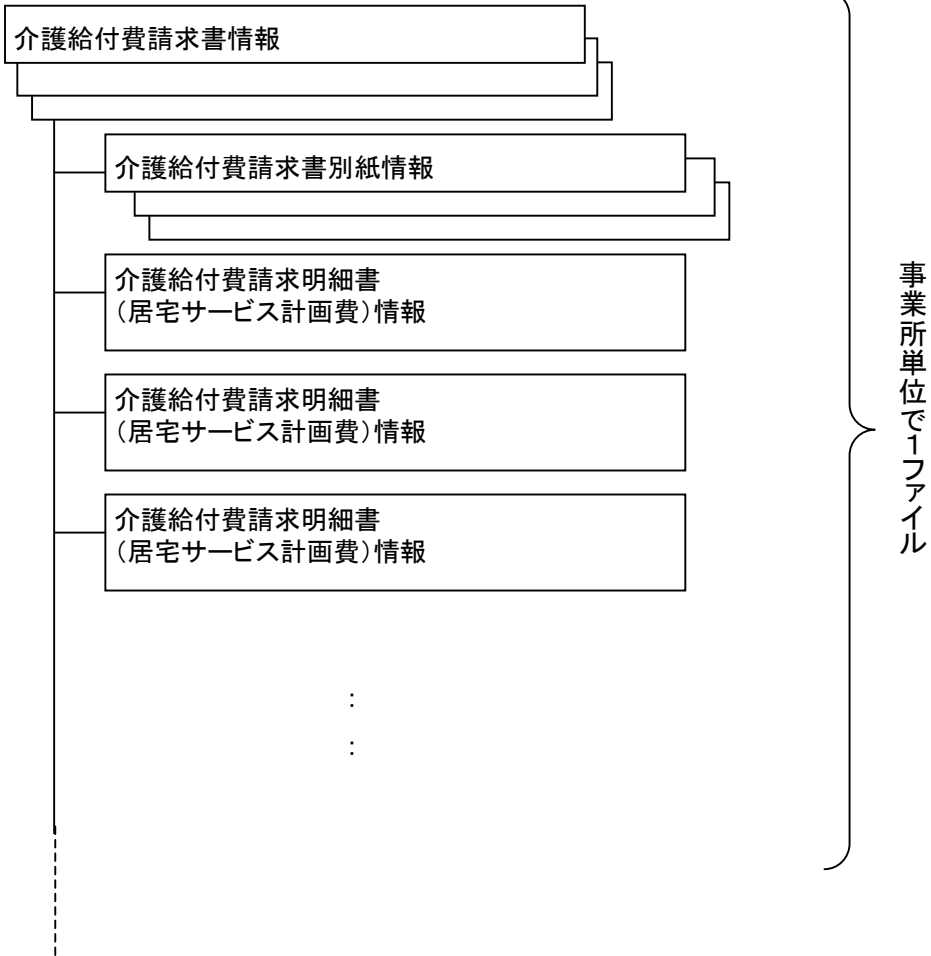 介護給付費請求書情報
介護給付費請求書別紙情報
介護給付費請求明細書
（居宅サービス計画費）情報
介護給付費請求明細書
（居宅サービス計画費）情報
介護給付費請求明細書
（居宅サービス計画費）情報
：
：
事業所単位で１ファイル